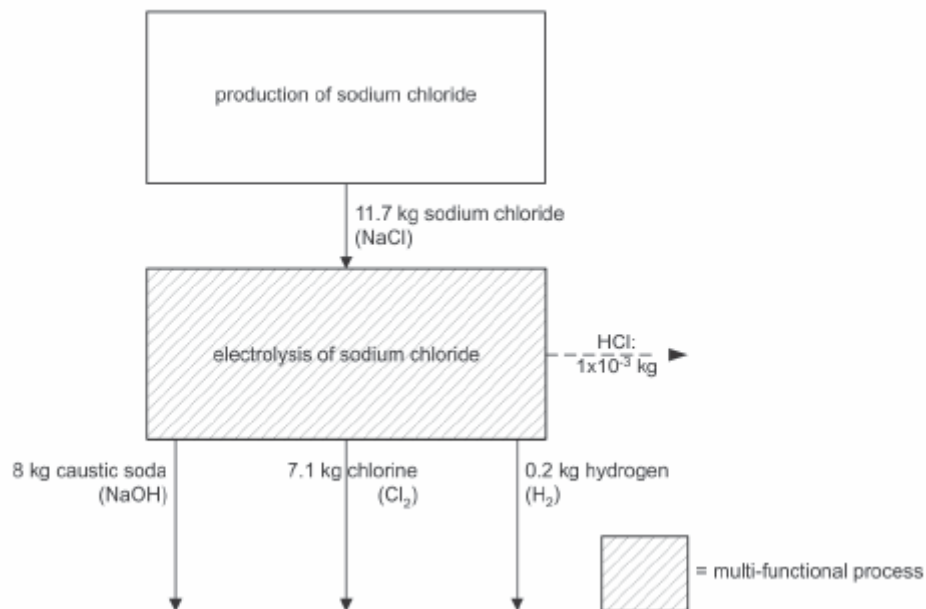 production of sodium chloride
11.7 kg sodium chloride
(NaCl)
electrolysis of sodium chloride
HCl:
1x10⁻³ kg
8 kg caustic soda
(NaOH)
7.1 kg chlorine
(Cl₂)
0.2 kg hydrogen
(H₂)
= multi-functional process